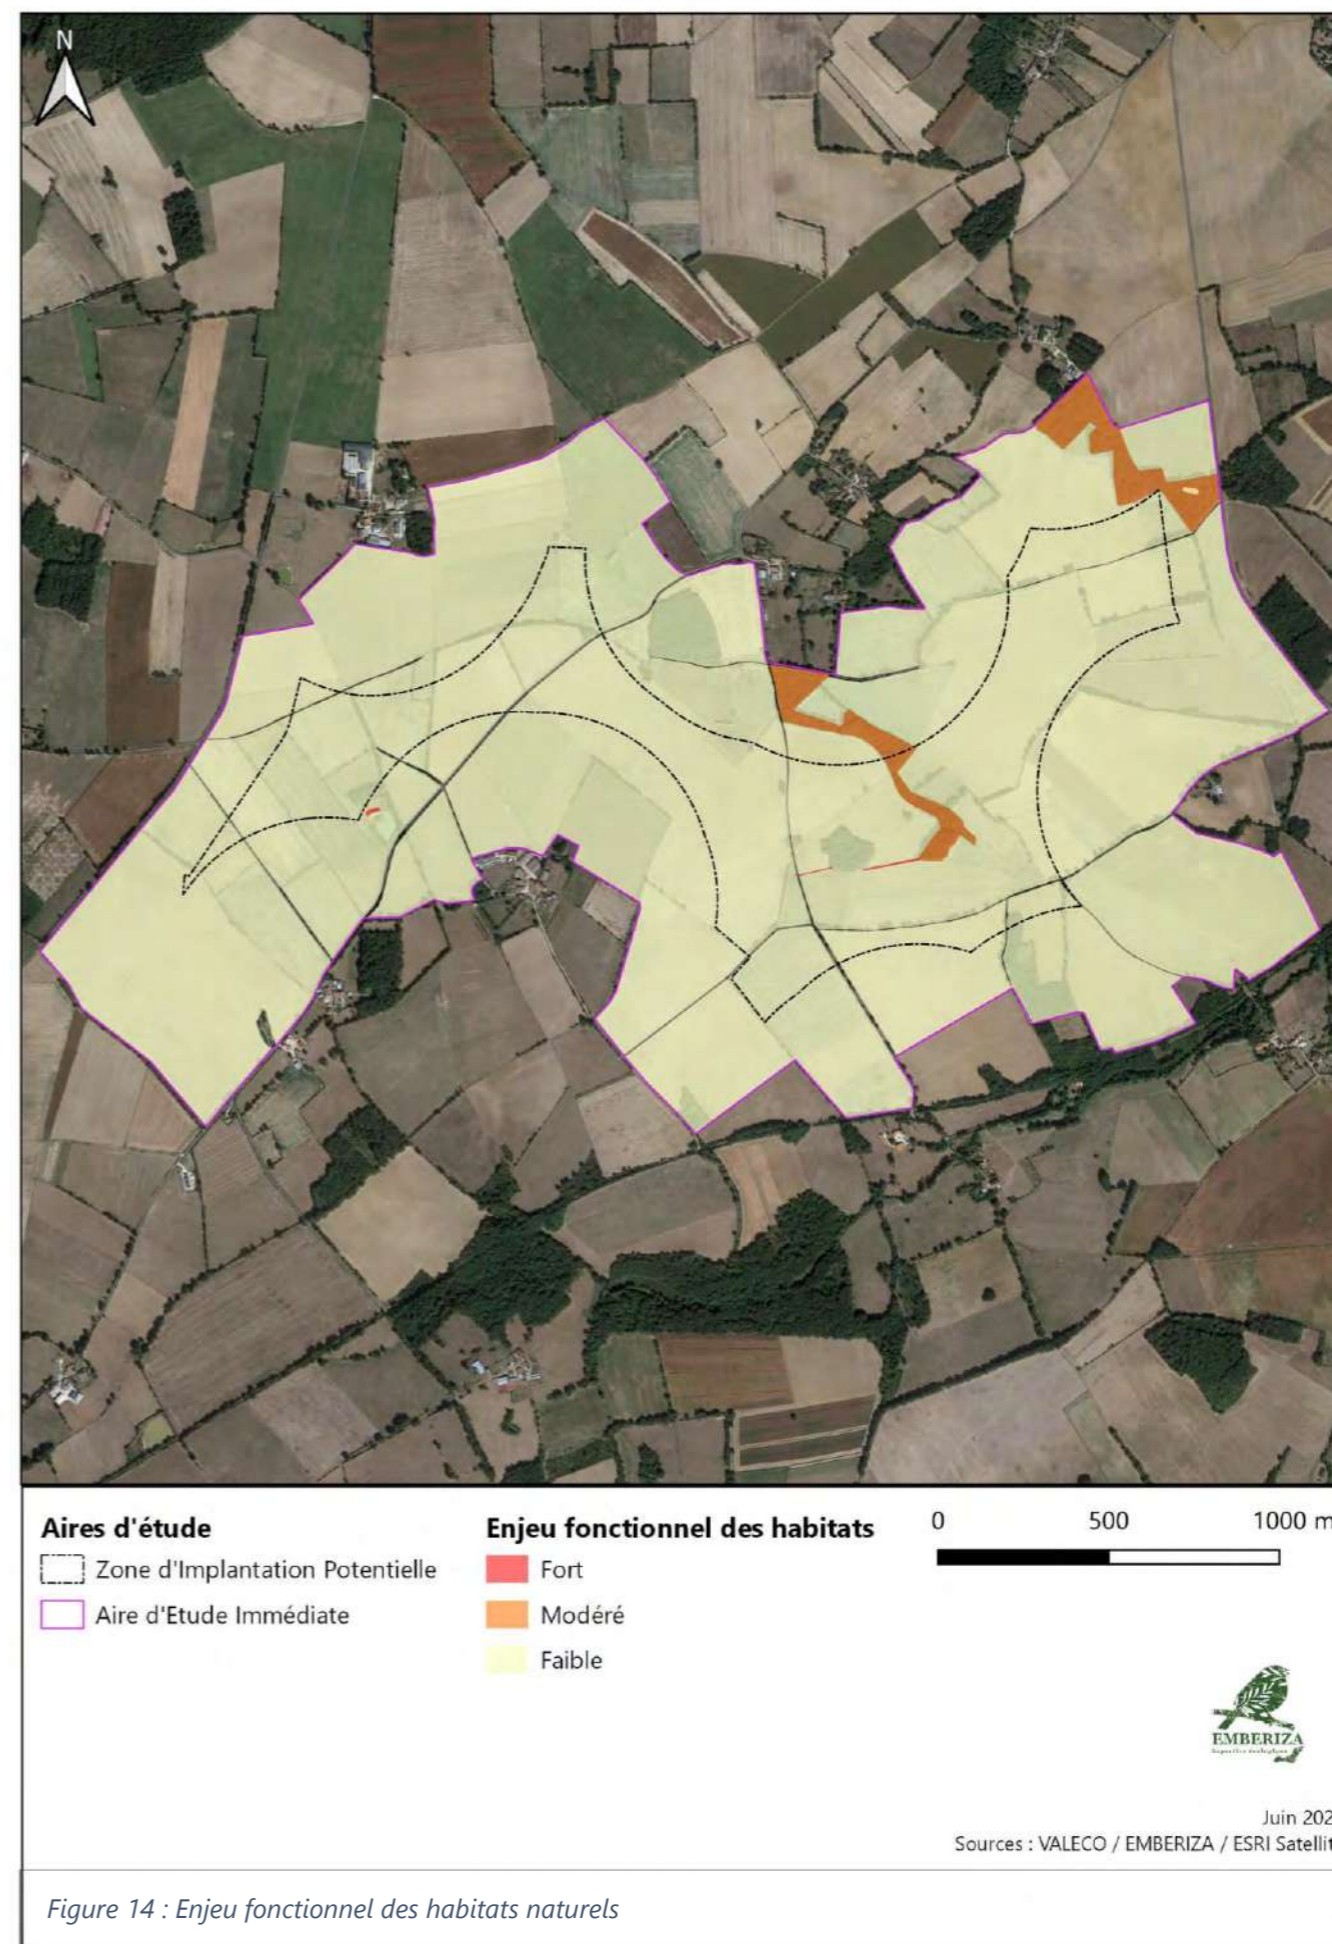 N
Aires d'étude
Zone d'Implantation Potentielle
Aire d'Etude Immédiate
Enjeu fonctionnel des habitats
Fort
Modéré
Faible
0 500 1000 m
EMBERIZA
Juin 202
Sources : VALECO / EMBERIZA / ESRI Satellit
Figure 14 : Enjeu fonctionnel des habitats naturels